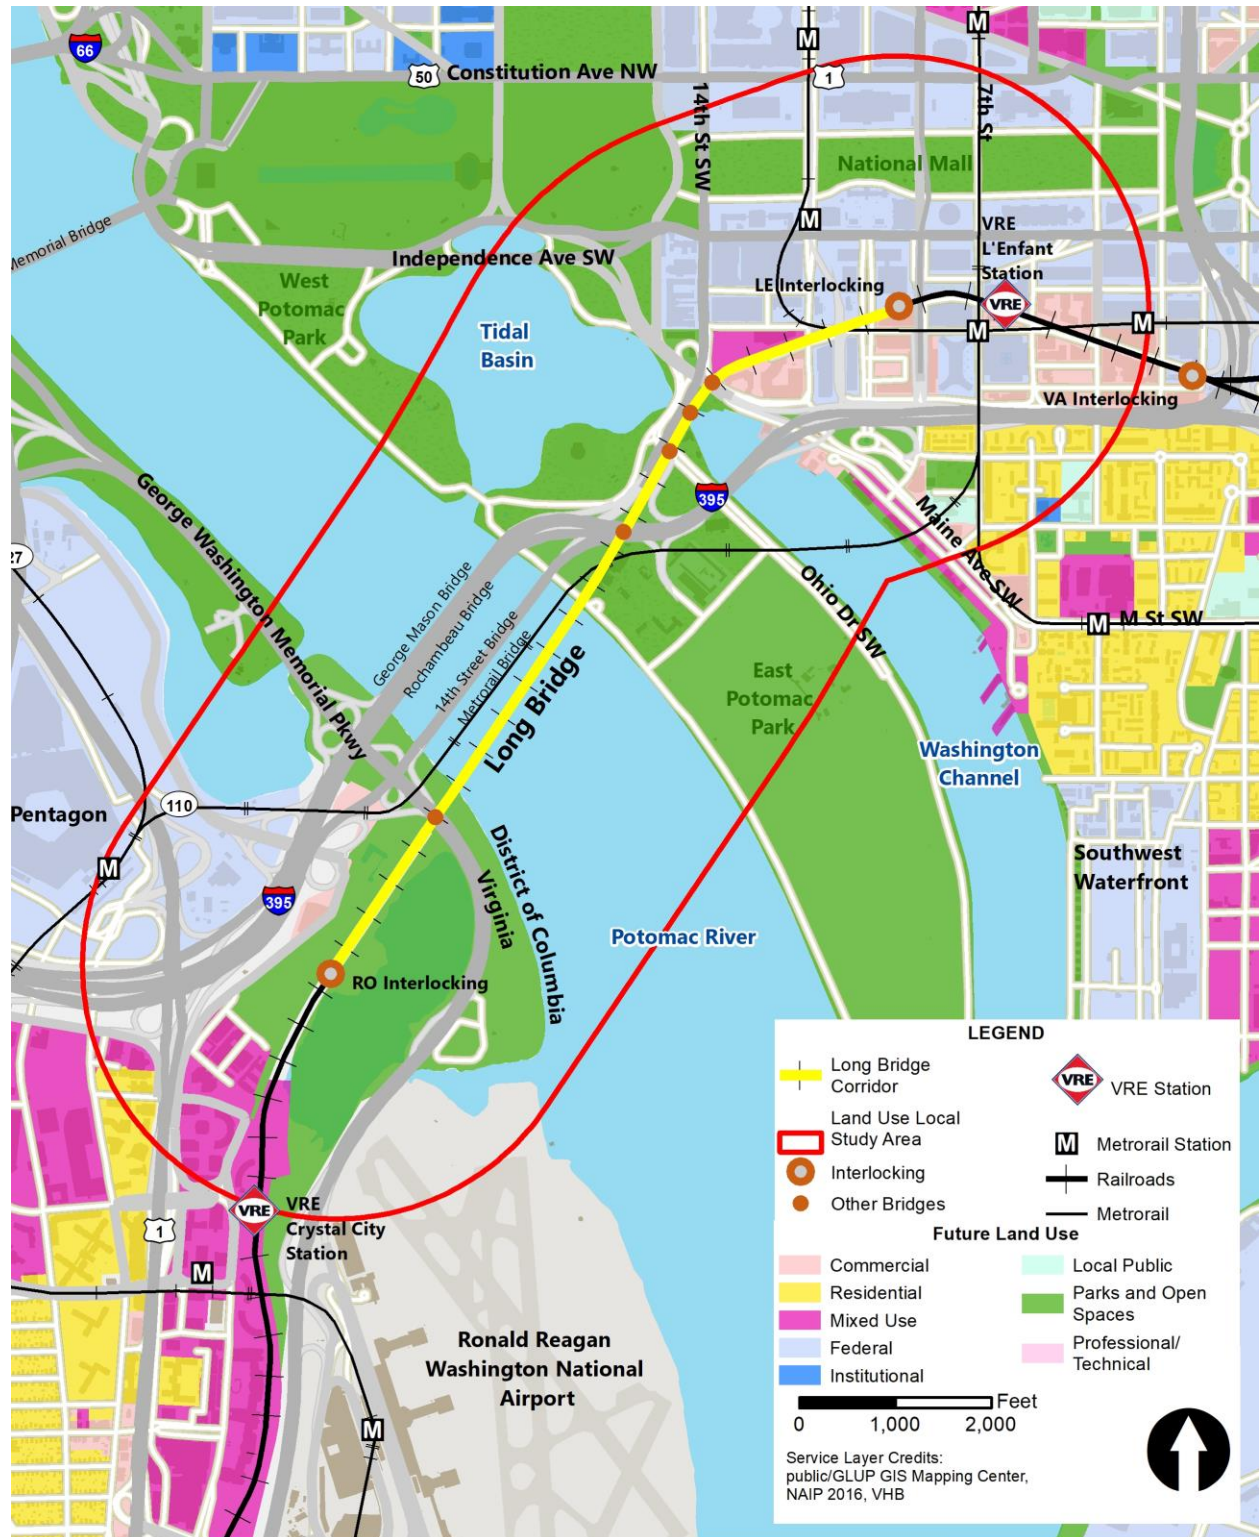 66
50
Constitution Ave NW
1
M
M
14th St SW
7th St
National Mall
Memorial Bridge
Independence Ave SW
West
Potomac
Park
Tidal
Basin
M
VRE
L'Enfant
Station
LE Interlocking
VRE
M
M
VA Interlocking
George Washington Memorial Pkwy
27
395
Maine Ave SW
George Mason Bridge
Rochambeau Bridge
14th Street Bridge
Metrorail Bridge
Long Bridge
Ohio Dr SW
M St SW
M
East
Potomac
Park
Washington
Channel
110
Pentagon
M
395
District of Columbia
Virginia
Southwest
Waterfront
Potomac River
RO Interlocking
VRE
VRE
Crystal City
Station
1
M
M
Ronald Reagan
Washington National
Airport
LEGEND
Long Bridge
Corridor
VRE
VRE Station
Land Use Local
Study Area
M
Metrorail Station
Interlocking
Railroads
Other Bridges
Metrorail
Future Land Use
Commercial
Residential
Mixed Use
Federal
Institutional
Local Public
Parks and Open
Spaces
Professional/
Technical
Feet
0 1,000 2,000
Service Layer Credits:
public/GLUP GIS Mapping Center,
NAIP 2016, VHB